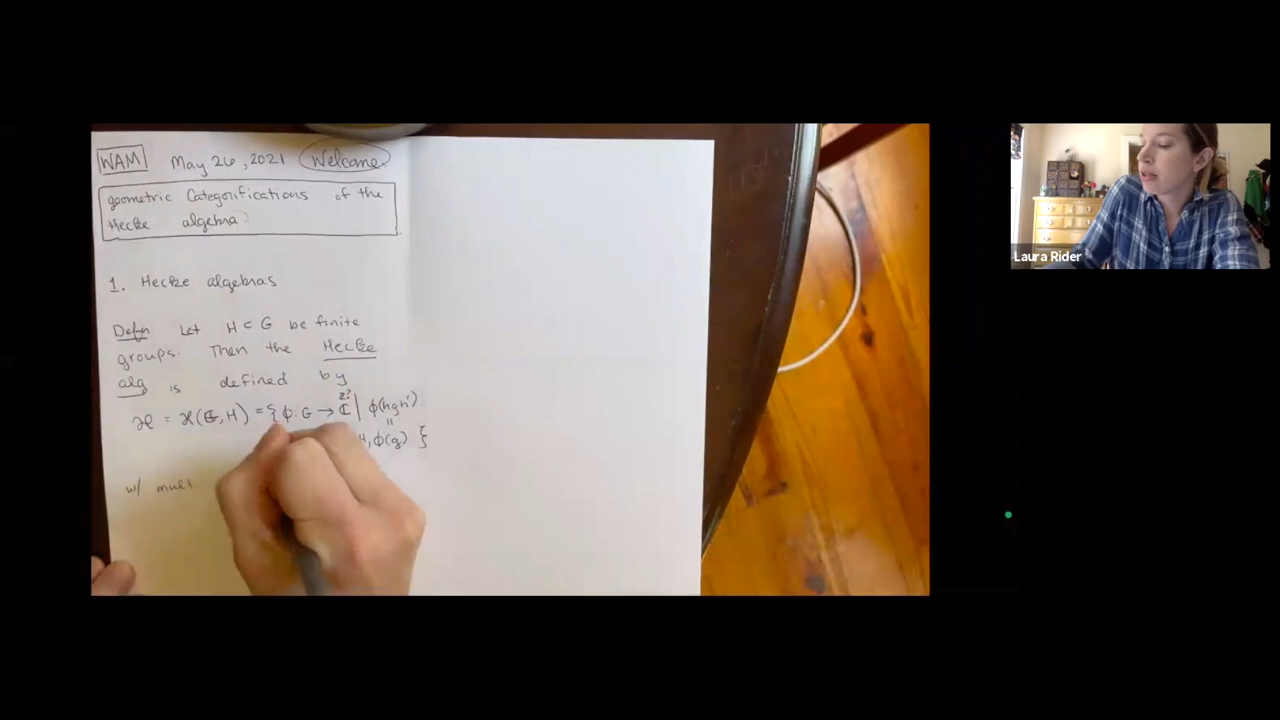 WAM May 26, 2021 Welcome
geometric Categorifications of the
Hecke algebra
1. Hecke algebras
Defn Let H ⊂ G be finite
groups. Then the Hecke
alg is defined by
ℤ?
ℋ = ℋ(G, H) = { ϕ: G → ℂ | ϕ(hgh')
"
H, ϕ(g) }
w/ mult.
Laura Rider